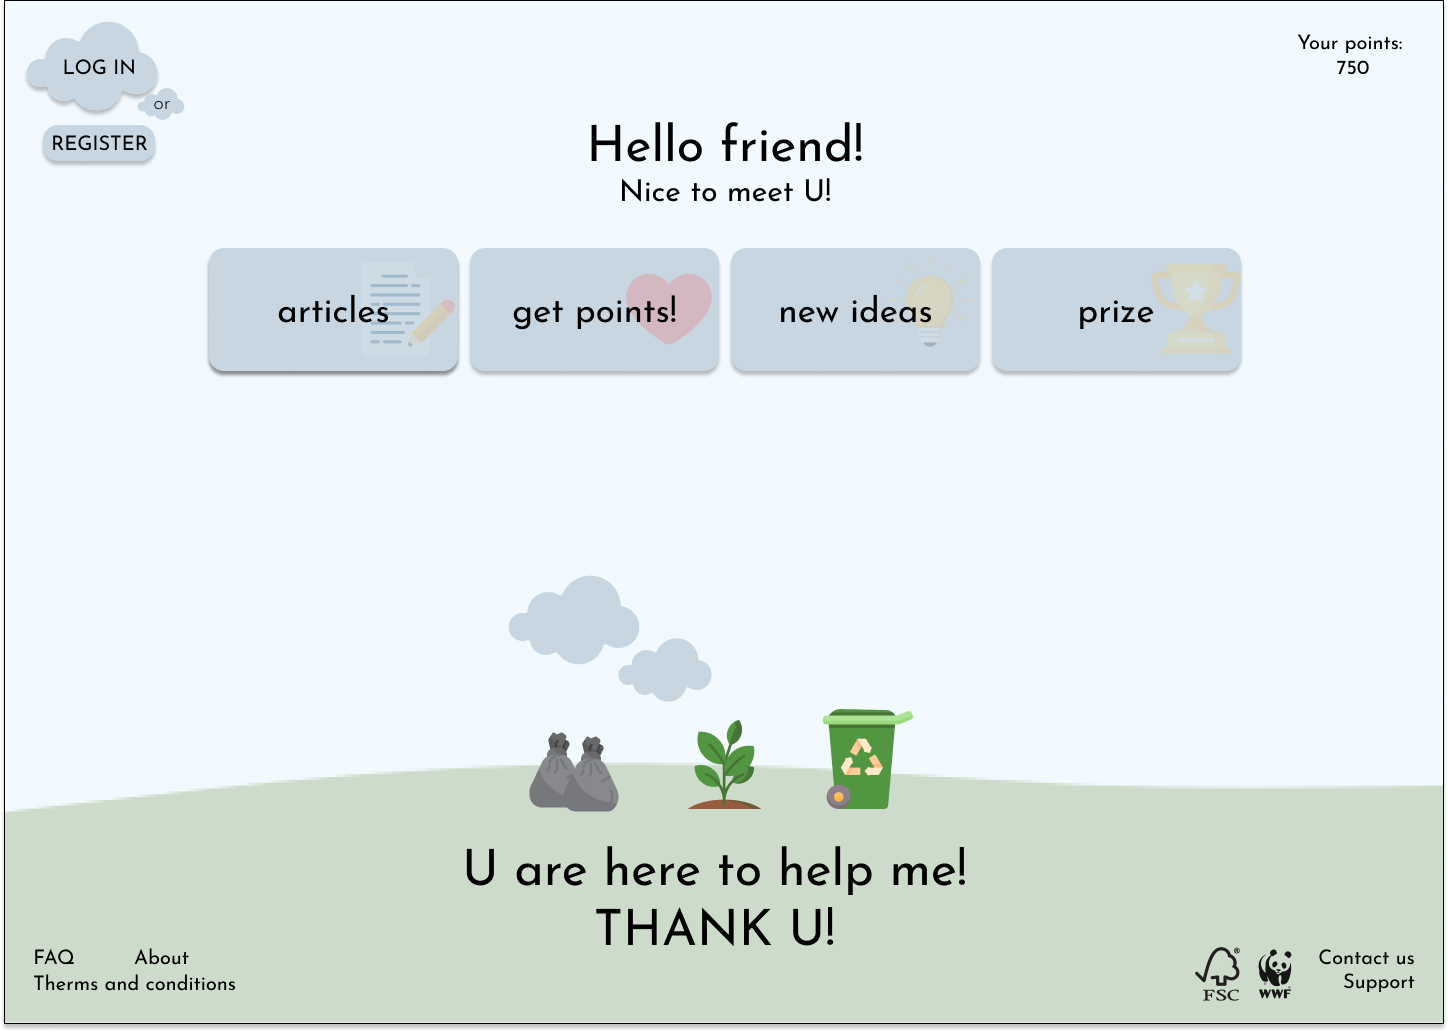 LOG IN
or
REGISTER
Your points:
750
Hello friend!
Nice to meet U!
articles
get points!
new ideas
prize
U are here to help me!
THANK U!
FAQ
About
Therms and conditions
®
FSC
WWF
Contact us
Support